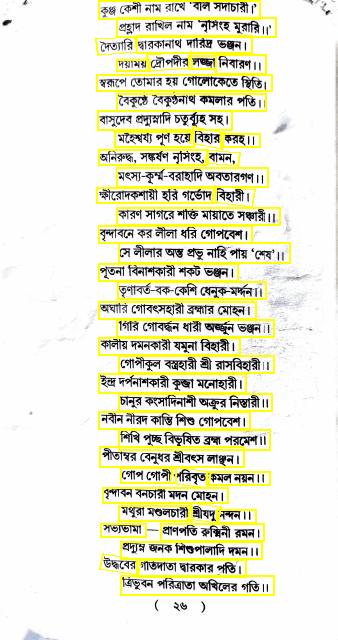 কুঞ্জ কেশী নাম রাখে 'বাল সদাচারী।'
প্রহ্লাদ রাখিল নাম 'নৃসিংহ মুরারি।।'
দৈত্যারি দ্বারকানাথ দারিদ্র ভঞ্জন।
দয়াময় দ্রৌপদীর লজ্জা নিবারণ।।
স্বরূপে তোমার হয় গোলোকেতে স্থিতি।
বৈকুণ্ঠে বৈকুণ্ঠনাথ কমলার পতি।।
বাসুদেব প্রদ্যুম্নাদি চতুর্ব্যুহ সহ।
মহৈশ্বর্য্য পূর্ণ হয়ে বিহার করহ।।
অনিরুদ্ধ, সঙ্কর্ষণ নৃসিংহ, বামন,
মৎস্য-কূর্ম্ম-বরাহাদি অবতারগণ।।
ক্ষীরোদকশায়ী হরি গর্ভোদ বিহারী।
কারণ সাগরে শক্তি মায়াতে সঞ্চারী।।
বৃন্দাবনে কর লীলা ধরি গোপবেশ।
সে লীলার অন্ত প্রভু নাহি পায় 'শেষ'।।
পূতনা বিনাশকারী শকট ভঞ্জন।
তৃণাবর্ত-বক-কেশি ধেনুক-মর্দ্দন।।
অঘারি গোবৎসহারী ব্রহ্মার মোহন।
গিরি গোবর্দ্ধন ধারী অর্জ্জুন ভঞ্জন।।
কালীয় দমনকারী যমুনা বিহারী।
গোপীকুল বস্ত্রহারী শ্রী রাসবিহারী।।
ইন্দ্র দর্পনাশকারী কুব্জা মনোহারী।
চানুর কংসাদিনাশী অক্রুর নিস্তারী।।
নবীন নীরদ কান্তি শিশু গোপবেশ।
শিখি পুচ্ছ বিভূষিত ব্রহ্ম পরমেশ।।
পীতাম্বর বেনুধর শ্রীবৎস লাঞ্ছন।
গোপ গোপী পরিবৃত কমল নয়ন।।
বৃন্দাবন বনচারী মদন মোহন।
মথুরা মণ্ডলচারী শ্রীযদু নন্দন।।
সত্যভামা — প্রাণপতি রুক্মিনী রমন।
প্রদ্যুম্ন জনক শিশুপালাদি দমন।।
উদ্ধবের গতিদাতা দ্বারকার পতি।
ত্রিভুবন পরিত্রাতা অখিলের গতি।।
( ২৬ )